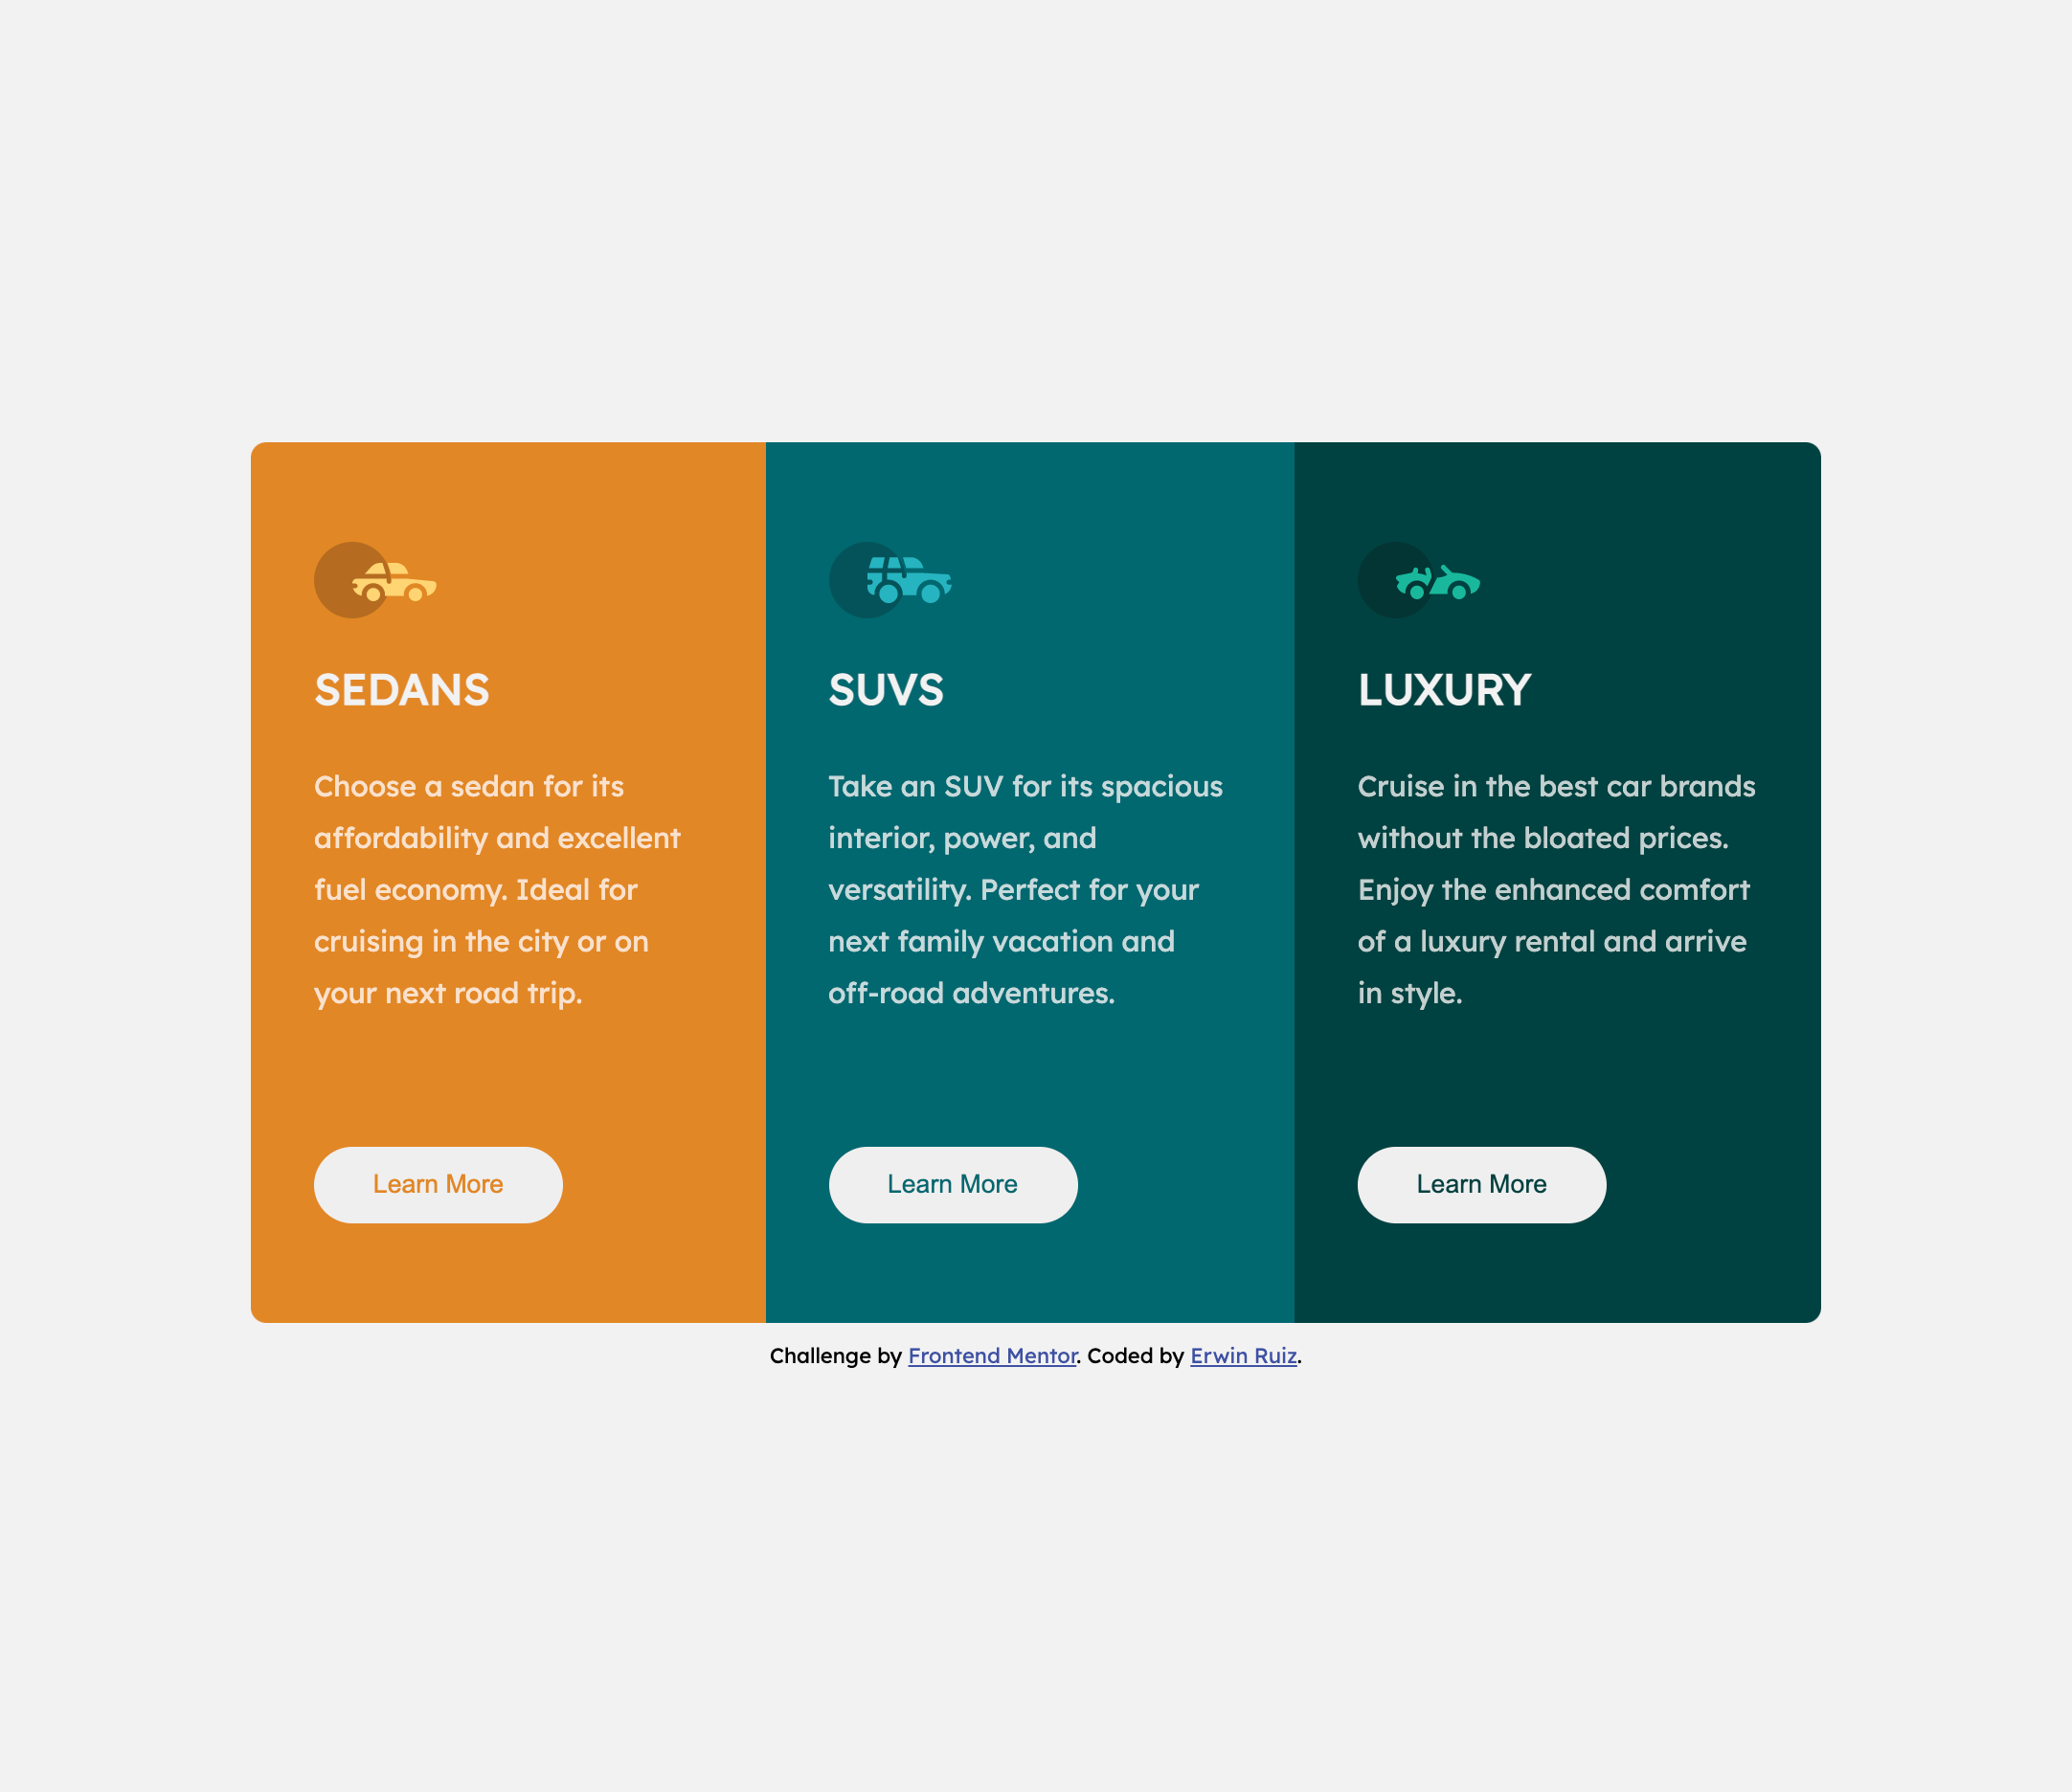 SEDANS
Choose a sedan for its
affordability and excellent
fuel economy. Ideal for
cruising in the city or on
your next road trip.
Learn More
SUVS
Take an SUV for its spacious
interior, power, and
versatility. Perfect for your
next family vacation and
off-road adventures.
Learn More
LUXURY
Cruise in the best car brands
without the bloated prices.
Enjoy the enhanced comfort
of a luxury rental and arrive
in style.
Learn More
Challenge by Frontend Mentor. Coded by Erwin Ruiz.